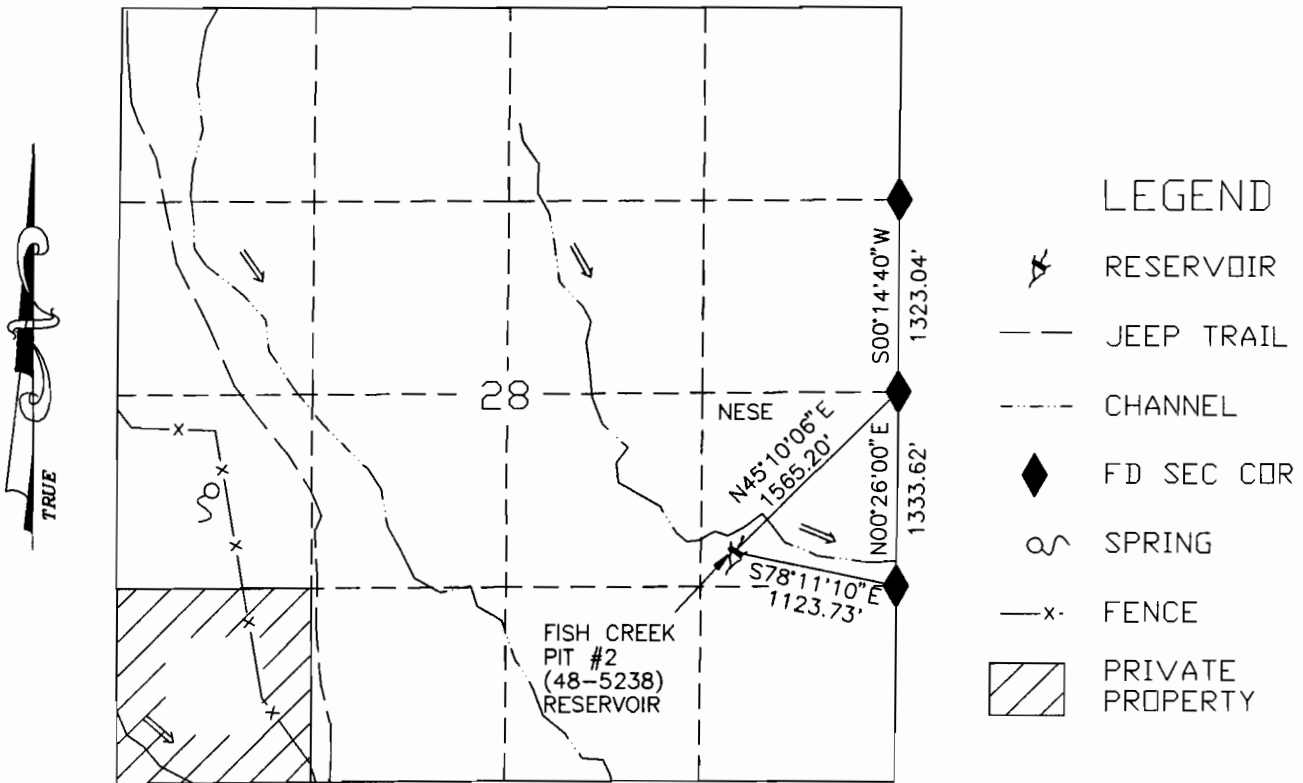 TRUE
28
NESE
S00°14'40"W
1323.04'
N45°10'06"E
1565.20'
N00°26'00"E
1333.62'
S78°11'10"E
1123.73'
FISH CREEK
PIT #2
(48-5238)
RESERVOIR
LEGEND
RESERVOIR
JEEP TRAIL
CHANNEL
FD SEC COR
SPRING
FENCE
PRIVATE
PROPERTY